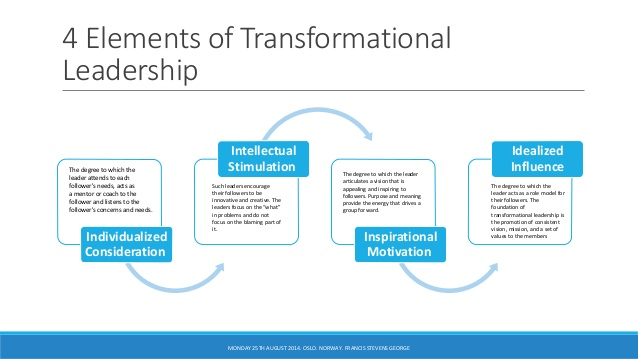 4 Elements of Transformational
Leadership
The degree to which the
leader attends to each
follower's needs, acts as
a mentor or coach to the
follower and listens to the
follower's concerns and needs.
Individualized
Consideration
Intellectual
Stimulation
Such leaders encourage
their followers to be
innovative and creative. The
focus on the "what"
in problems and do not
focus on the blaming part of
it.
The degree to which the leader
articulates a vision that is
appealing and inspiring to
followers. Purpose and meaning
provide the energy that drives a
group forward.
Inspirational
Motivation
Idealized
Influence
The degree to which the
leader acts as a role model for
their followers. The
foundation of
transformational leadership is
the promotion of consistent
vision, mission, and a set of
values to the members
MONDAY 25TH AUGUST 2014. OSLO. NORWAY. FRANCIS STEVENS GEORGE